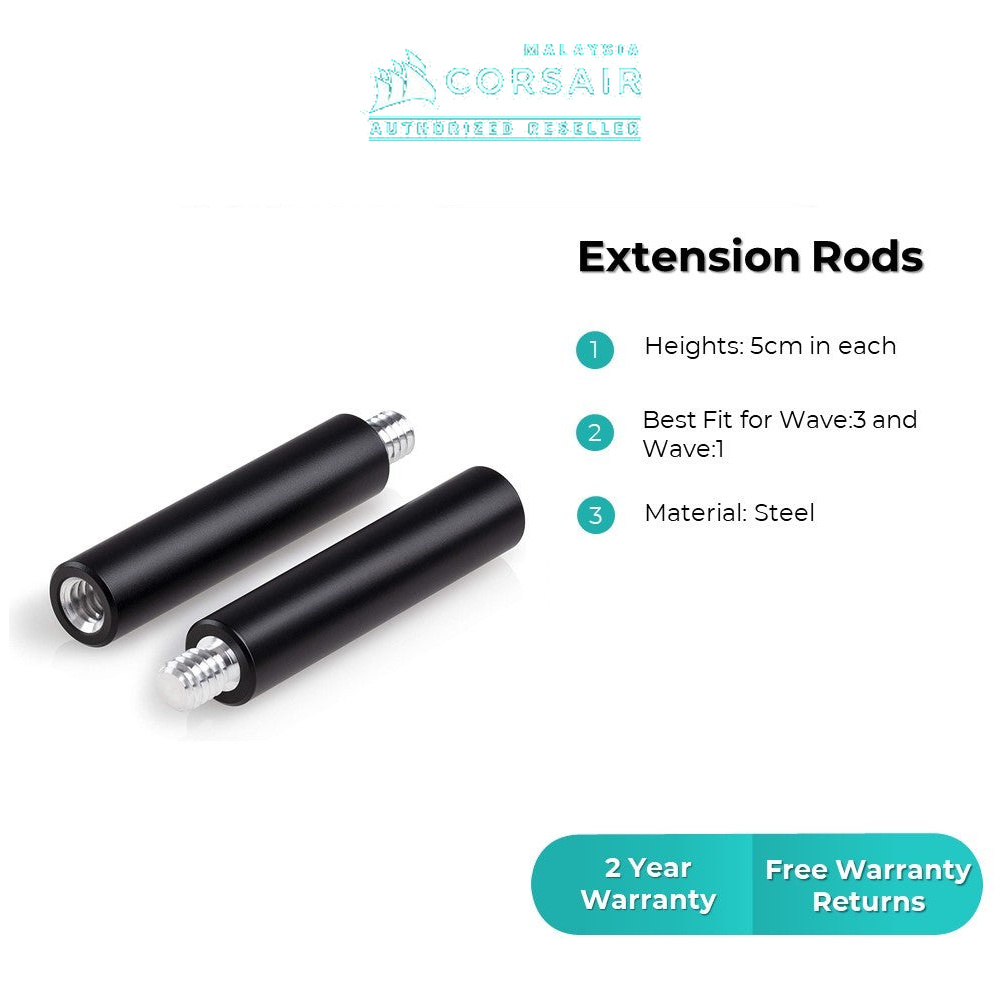 MALAYSIA
CORSAIR
AUTHORIZED RESELLER
Extension Rods
1 Heights: 5cm in each
2 Best Fit for Wave:3 and
Wave:1
3 Material: Steel
2 Year
Warranty
Free Warranty
Returns